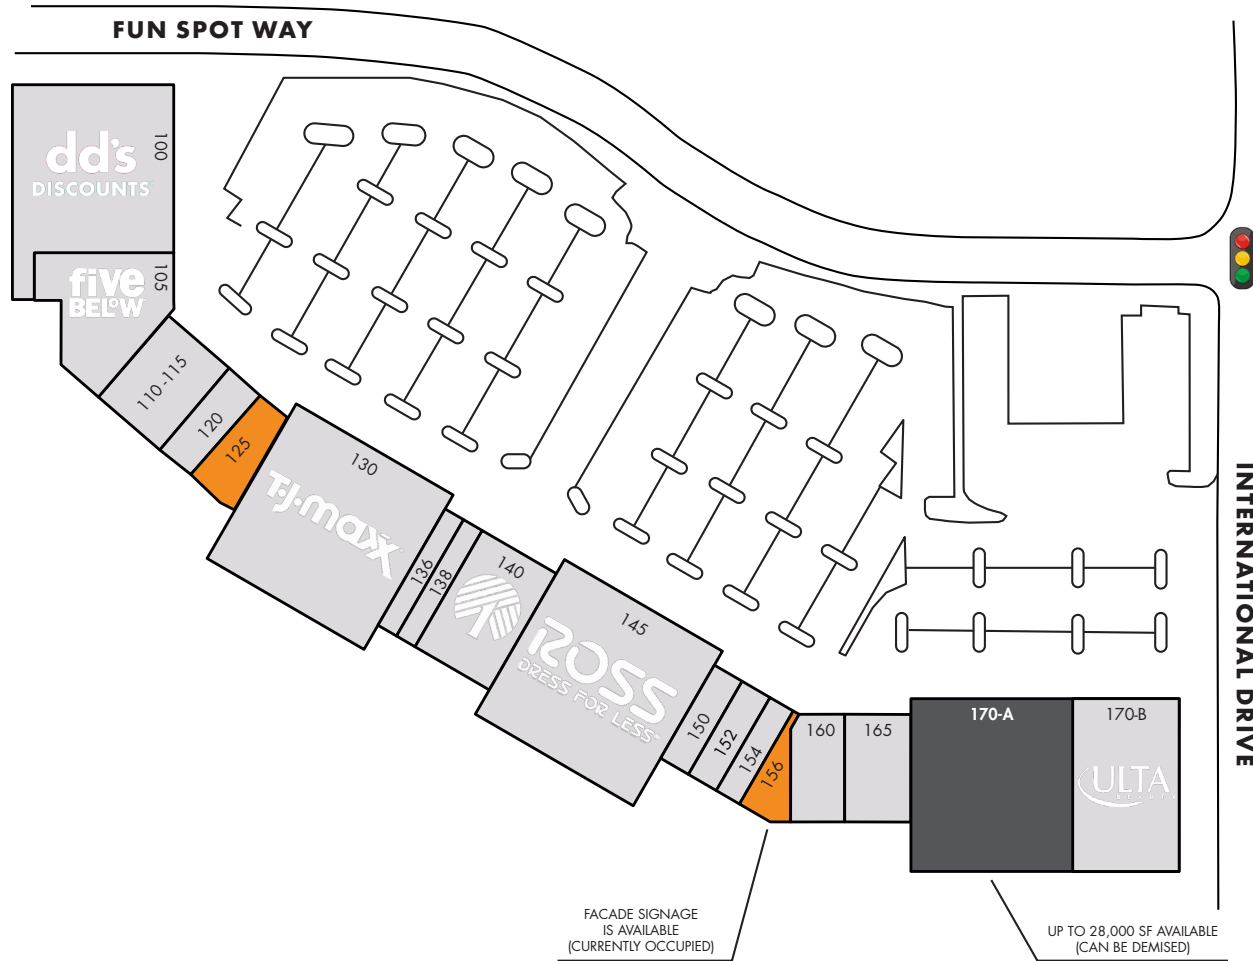 FUN SPOT WAY
dd's
DISCOUNTS
100
five
BELOW
105
110-115
120
125
130
T.J.maxx
136
138
140
145
ROSS
DRESS FOR LESS
150
152
154
156
160
165
170-A
170-B
ULTA
BEAUTY
INTERNATIONAL DRIVE
FACADE SIGNAGE
IS AVAILABLE
(CURRENTLY OCCUPIED)
UP TO 28,000 SF AVAILABLE
(CAN BE DEMISED)